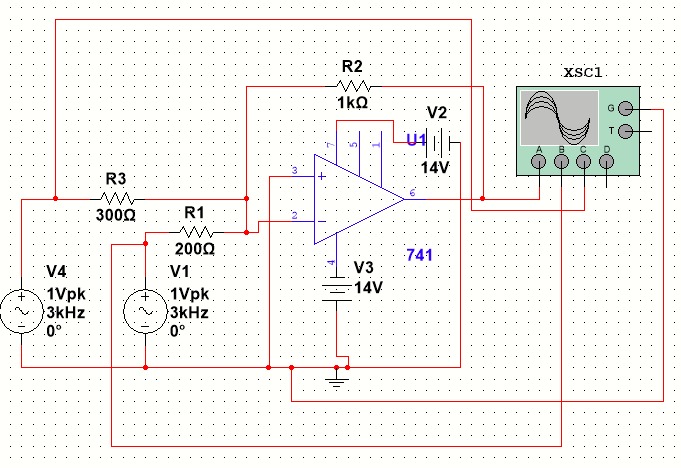 XSC1
R2
1kΩ
V2
14V
U1
G
T
A B C D
7 5 1
3
2
6
4
741
R3
300Ω
R1
200Ω
V3
14V
V4
1Vpk
3kHz
0°
V1
1Vpk
3kHz
0°